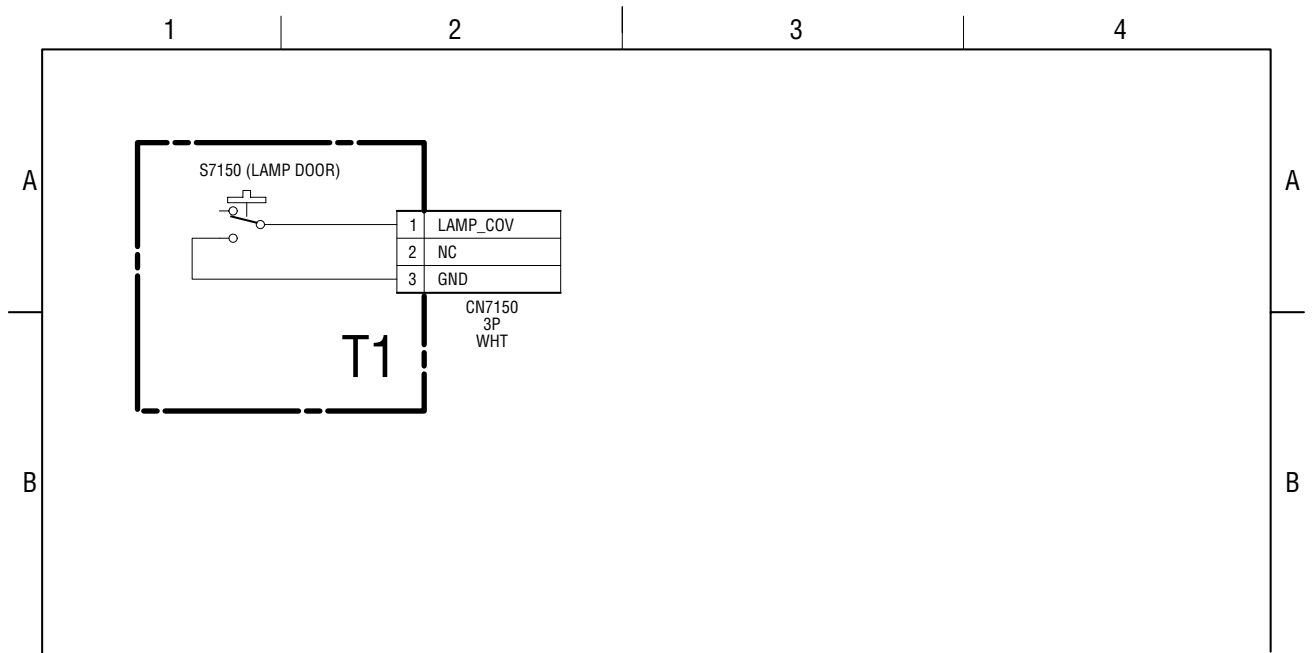 1 2 3 4
A A
S7150 (LAMP DOOR)
1 LAMP_COV
2 NC
3 GND
CN7150
3P
WHT
T1
B B